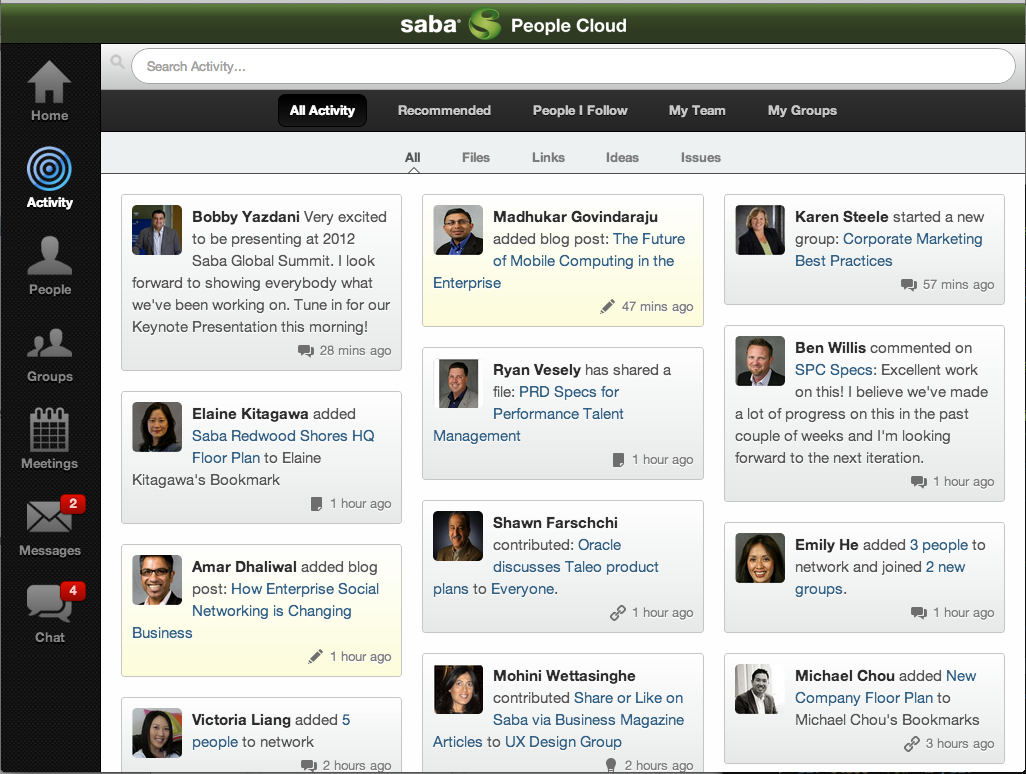 saba People Cloud
Search Activity...
All Activity
Recommended
People I Follow
My Team
My Groups
All
Files
Links
Ideas
Issues
Home
Activity
People
Groups
Meetings
2
Messages
4
Chat
Bobby Yazdani Very excited
to be presenting at 2012
Saba Global Summit. I look
forward to showing everybody what
we've been working on. Tune in for our
Keynote Presentation this morning!
28 mins ago
Elaine Kitagawa added
Saba Redwood Shores HQ
Floor Plan to Elaine
Kitagawa's Bookmark
1 hour ago
Amar Dhaliwal added blog
post: How Enterprise Social
Networking is Changing
Business
1 hour ago
Victoria Liang added 5
people to network
2 hours ago
Madhukar Govindaraju
added blog post: The Future
of Mobile Computing in the
Enterprise
47 mins ago
Ryan Vesely has shared a
file: PRD Specs for
Performance Talent
Management
1 hour ago
Shawn Farschchi
contributed: Oracle
discusses Taleo product
plans to Everyone.
1 hour ago
Mohini Wettasinghe
contributed Share or Like on
Saba via Business Magazine
Articles to UX Design Group
2 hours ago
Karen Steele started a new
group: Corporate Marketing
Best Practices
57 mins ago
Ben Willis commented on
SPC Specs: Excellent work
on this! I believe we've made
a lot of progress on this in the past
couple of weeks and I'm looking
forward to the next iteration.
1 hour ago
Emily He added 3 people to
network and joined 2 new
groups.
1 hour ago
Michael Chou added New
Company Floor Plan to
Michael Chou's Bookmarks
3 hours ago